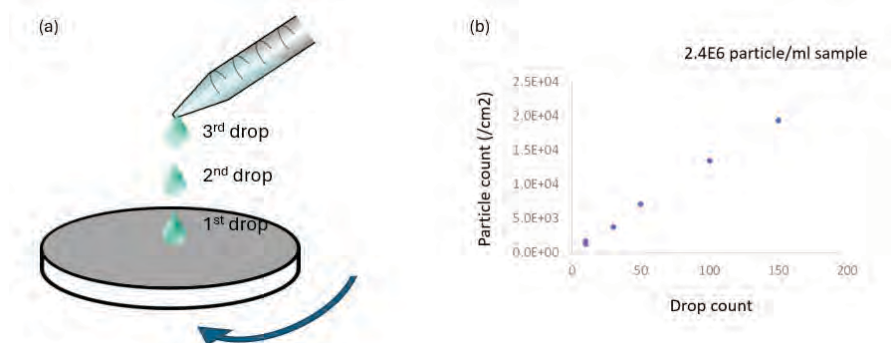 (a)
3rd drop
2nd drop
1st drop
(b)
2.4E6 particle/ml sample
Particle count (/cm2)
2.5E+04
2.0E+04
1.5E+04
1.0E+04
5.0E+03
0.0E+00
0 50 100 150 200
Drop count